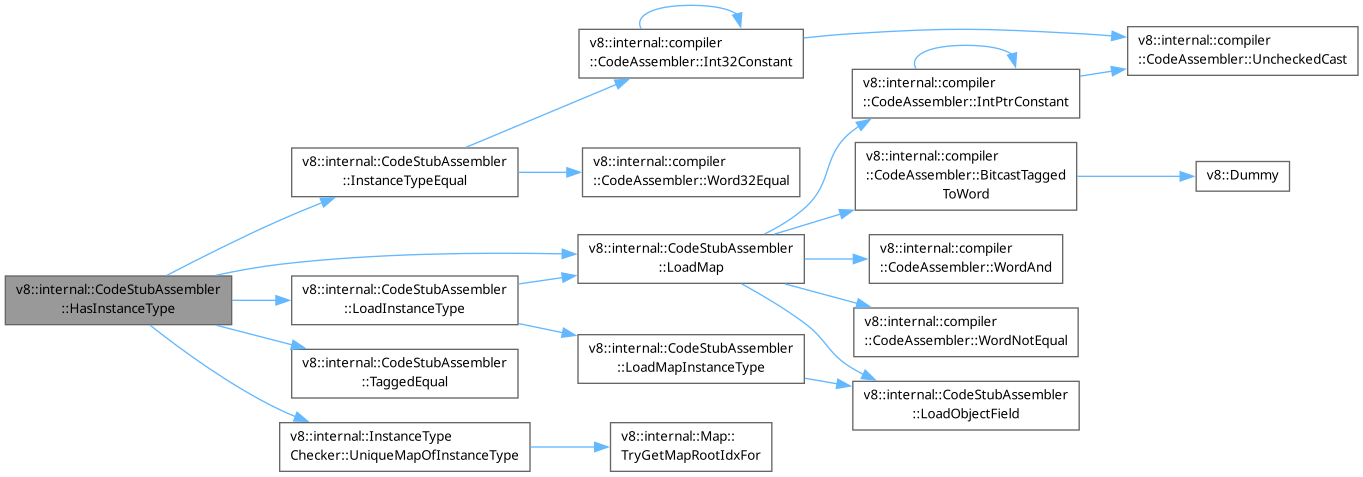 v8::internal::CodeStubAssembler
::HasInstanceType
v8::internal::CodeStubAssembler
::InstanceTypeEqual
v8::internal::compiler
::CodeAssembler::Int32Constant
v8::internal::compiler
::CodeAssembler::UncheckedCast
v8::internal::compiler
::CodeAssembler::Word32Equal
v8::internal::CodeStubAssembler
::LoadMap
v8::internal::compiler
::CodeAssembler::IntPtrConstant
v8::internal::compiler
::CodeAssembler::BitcastTagged
ToWord
v8::Dummy
v8::internal::compiler
::CodeAssembler::WordAnd
v8::internal::compiler
::CodeAssembler::WordNotEqual
v8::internal::CodeStubAssembler
::LoadObjectField
v8::internal::CodeStubAssembler
::LoadInstanceType
v8::internal::CodeStubAssembler
::LoadMapInstanceType
v8::internal::CodeStubAssembler
::TaggedEqual
v8::internal::InstanceType
Checker::UniqueMapOfInstanceType
v8::internal::Map::
TryGetMapRootIdxFor